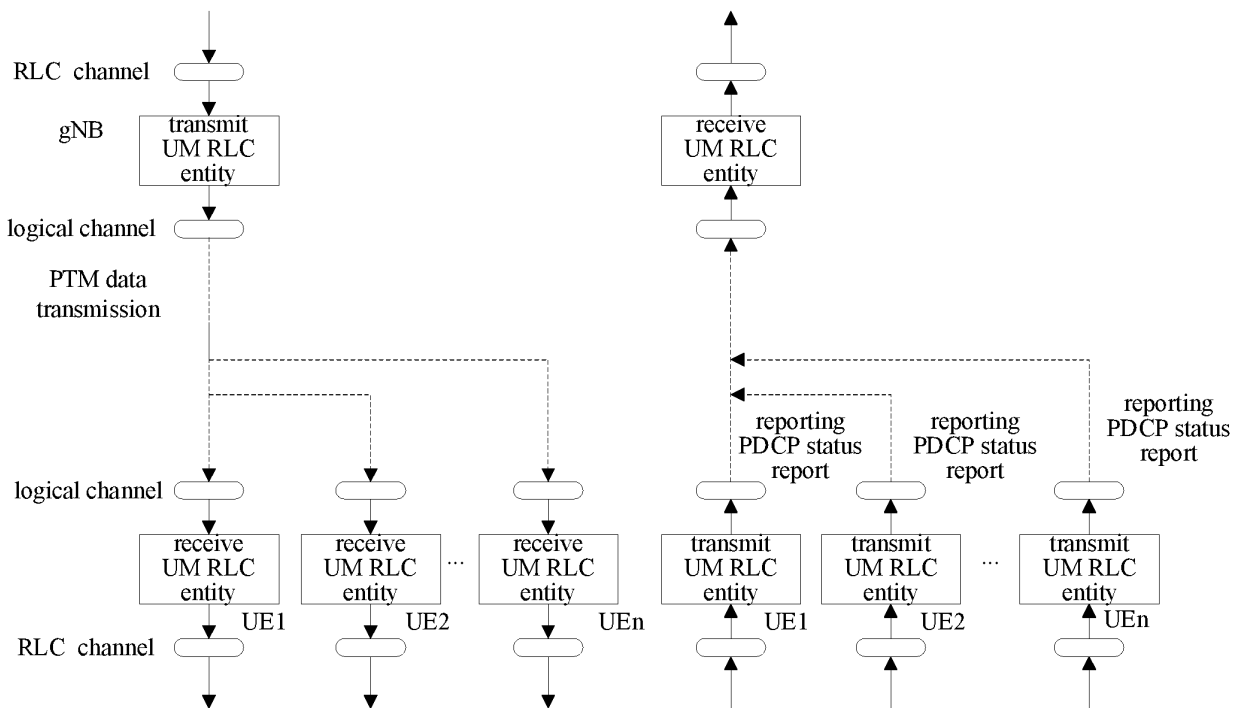 RLC channel
gNB
transmit
UM RLC
entity
receive
UM RLC
entity
logical channel
PTM data
transmission
reporting
PDCP status
report
reporting
PDCP status
report
reporting
PDCP status
report
logical channel
receive
UM RLC
entity
receive
UM RLC
entity
...
receive
UM RLC
entity
transmit
UM RLC
entity
transmit
UM RLC
entity
...
transmit
UM RLC
entity
UE1
UE2
UEn
UE1
UE2
UEn
RLC channel